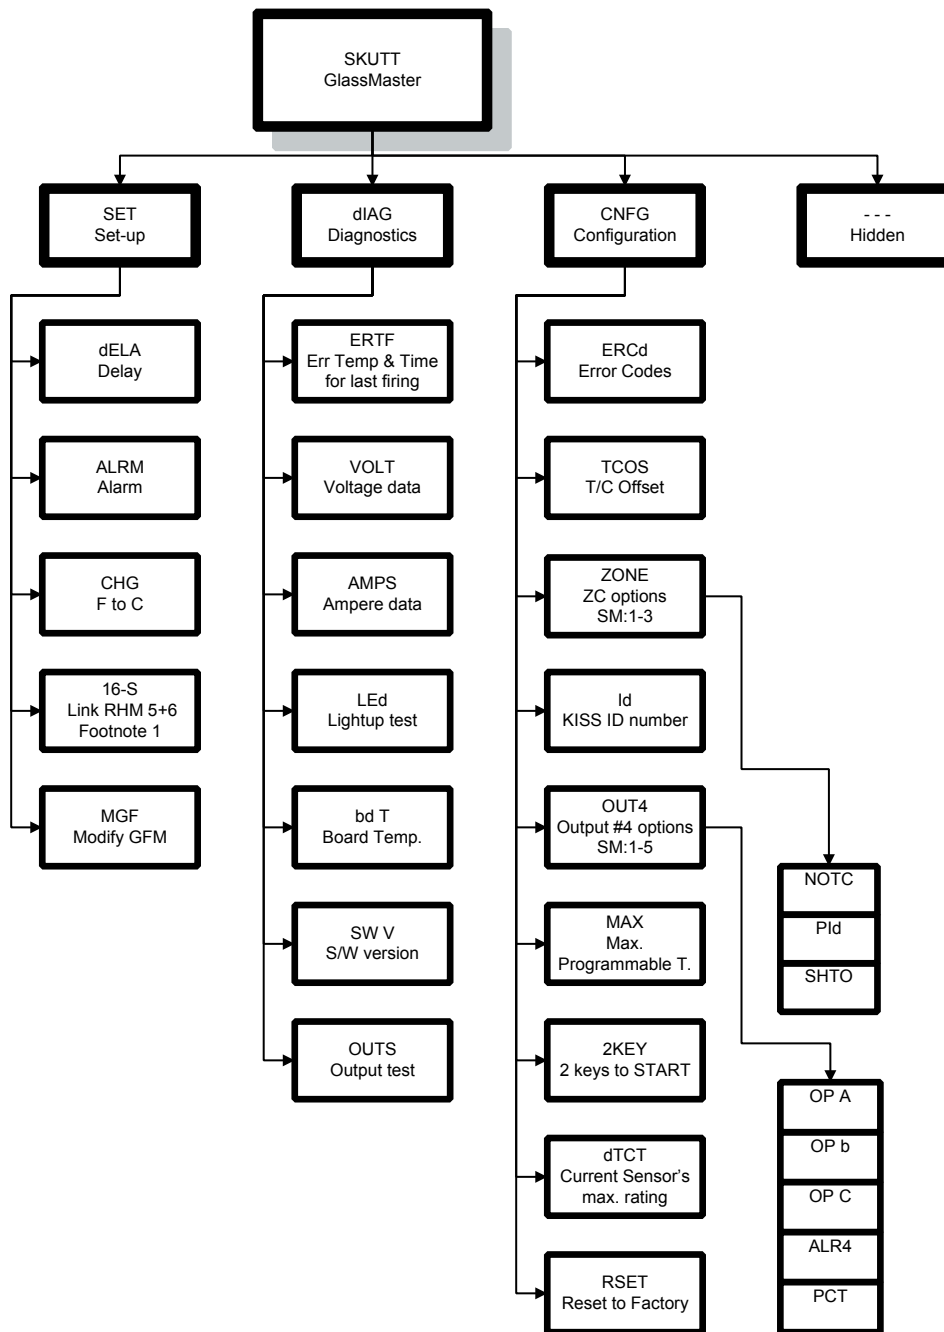 SKUTT
GlassMaster
SET
Set-up
dIAG
Diagnostics
CNFG
Configuration
- - -
Hidden
dELA
Delay
ALRM
Alarm
CHG
F to C
16-S
Link RHM 5+6
Footnote 1
MGF
Modify GFM
ERTF
Err Temp & Time
for last firing
VOLT
Voltage data
AMPS
Ampere data
LEd
Lightup test
bd T
Board Temp.
SW V
S/W version
OUTS
Output test
ERCd
Error Codes
TCOS
T/C Offset
ZONE
ZC options
SM:1-3
Id
KISS ID number
OUT4
Output #4 options
SM:1-5
MAX
Max.
Programmable T.
2KEY
2 keys to START
dTCT
Current Sensor's
max. rating
RSET
Reset to Factory
NOTC
PId
SHTO
OP A
OP b
OP C
ALR4
PCT